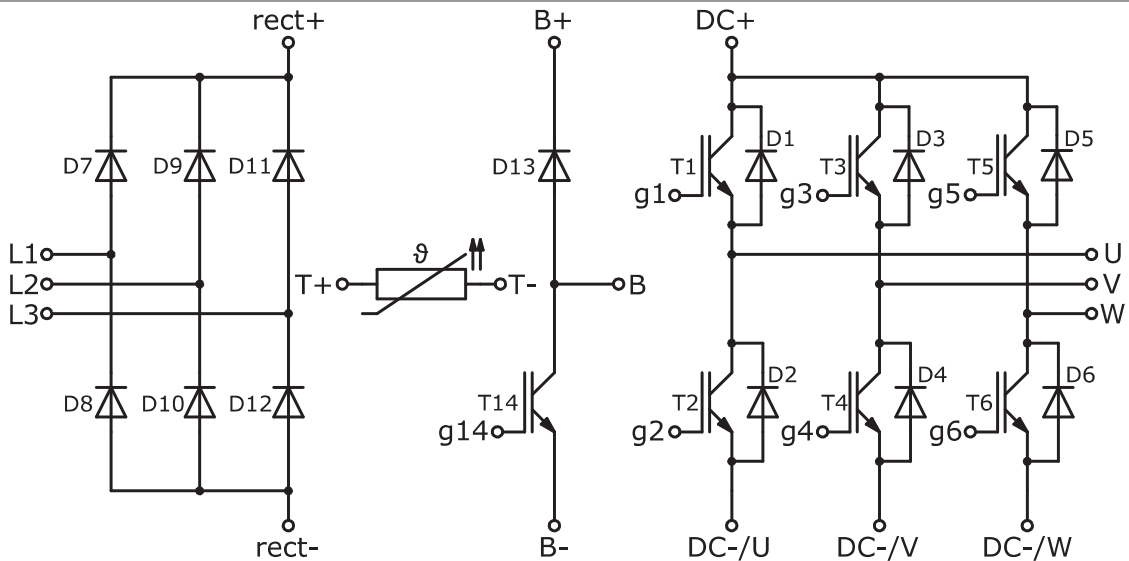 rect+
B+
DC+
D7
D9
D11
D13
T1
D1
T3
D3
T5
D5
g1
g3
g5
L1
L2
L3
T+
ϑ
T-
B
U
V
W
D8
D10
D12
T14
g14
T2
D2
T4
D4
T6
D6
g2
g4
g6
rect-
B-
DC-/U
DC-/V
DC-/W